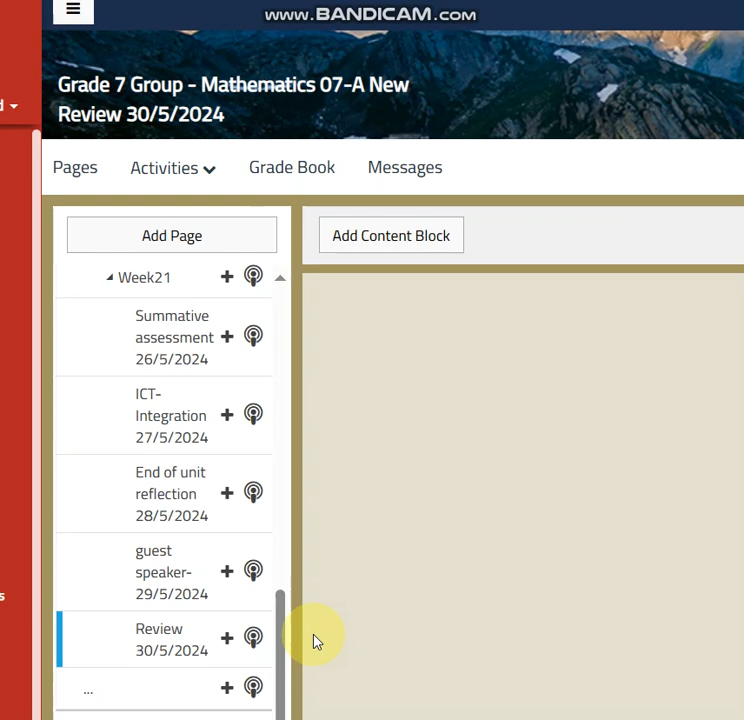 www.BANDICAM.com
Grade 7 Group - Mathematics 07-A New
Review 30/5/2024
d
Pages
Activities
Grade Book
Messages
Add Page
Add Content Block
Week21
Summative
assessment
26/5/2024
ICT-
Integration
27/5/2024
End of unit
reflection
28/5/2024
guest
speaker-
29/5/2024
s
Review
30/5/2024
...